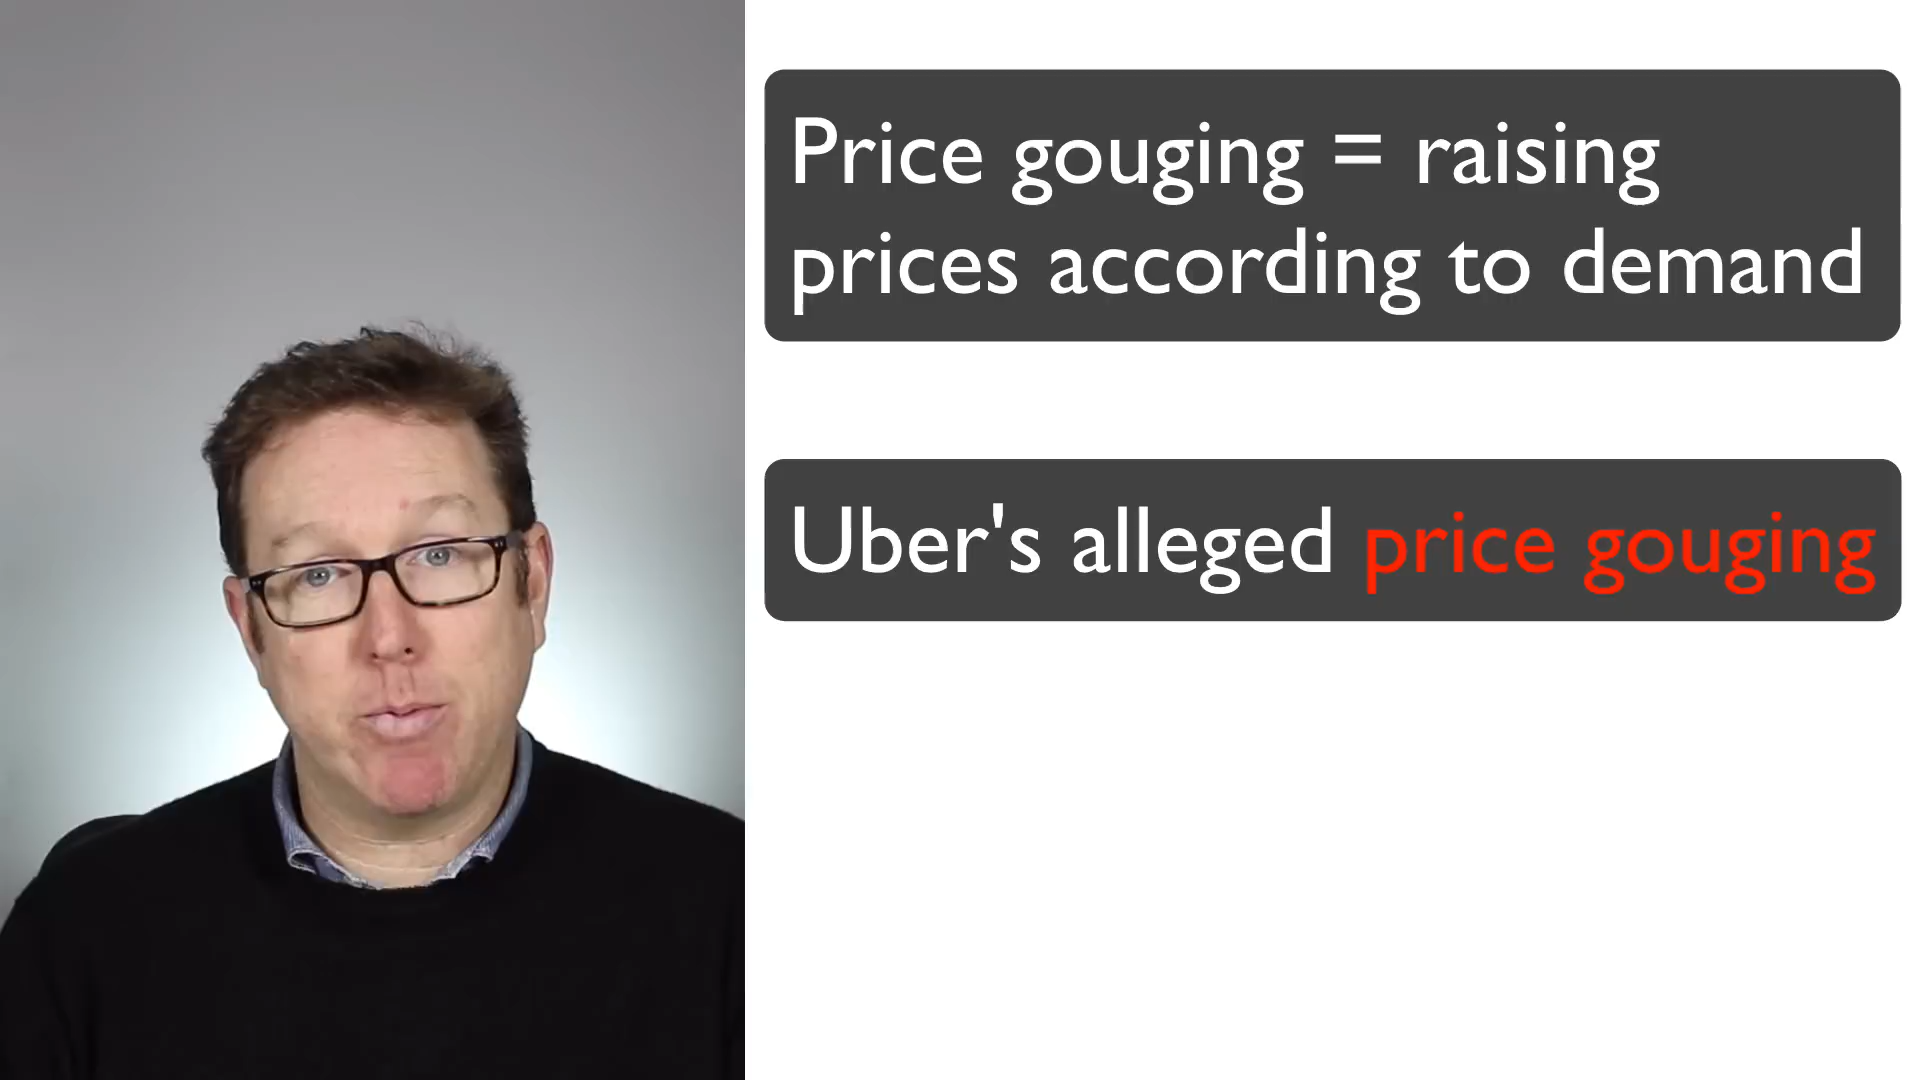 Price gouging = raising
prices according to demand
Uber's alleged price gouging